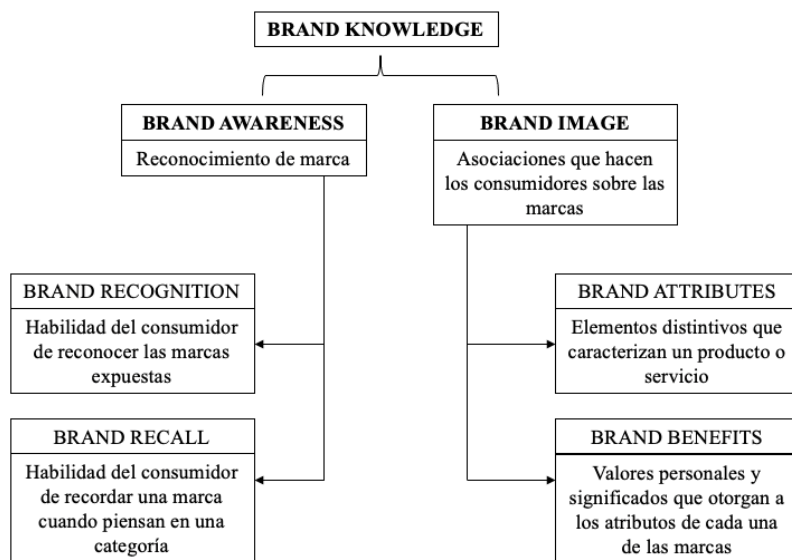 BRAND KNOWLEDGE
BRAND AWARENESS
Reconocimiento de marca
BRAND IMAGE
Asociaciones que hacen
los consumidores sobre las
marcas
BRAND RECOGNITION
Habilidad del consumidor
de reconocer las marcas
expuestas
BRAND RECALL
Habilidad del consumidor
de recordar una marca
cuando piensan en una
categoría
BRAND ATTRIBUTES
Elementos distintivos que
caracterizan un producto o
servicio
BRAND BENEFITS
Valores personales y
significados que otorgan a
los atributos de cada una
de las marcas